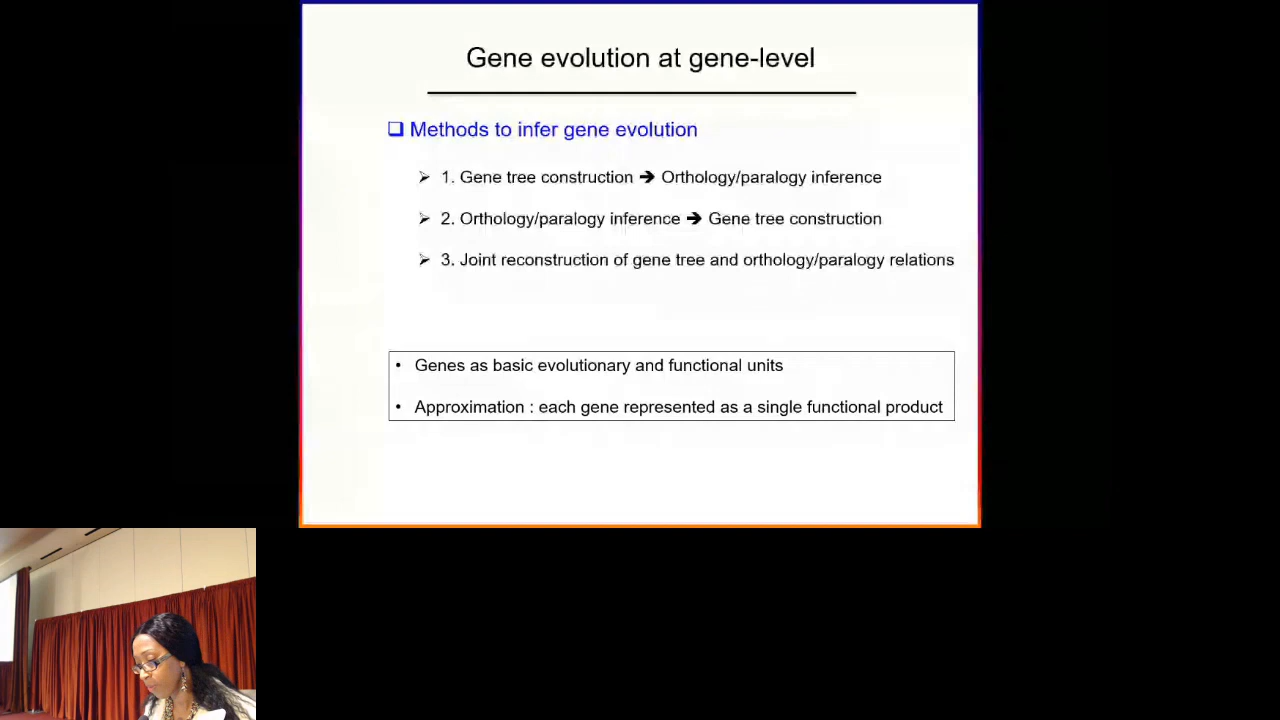 Gene evolution at gene-level
Methods to infer gene evolution
1. Gene tree construction ➔ Orthology/paralogy inference
2. Orthology/paralogy inference ➔ Gene tree construction
3. Joint reconstruction of gene tree and orthology/paralogy relations
• Genes as basic evolutionary and functional units
• Approximation : each gene represented as a single functional product